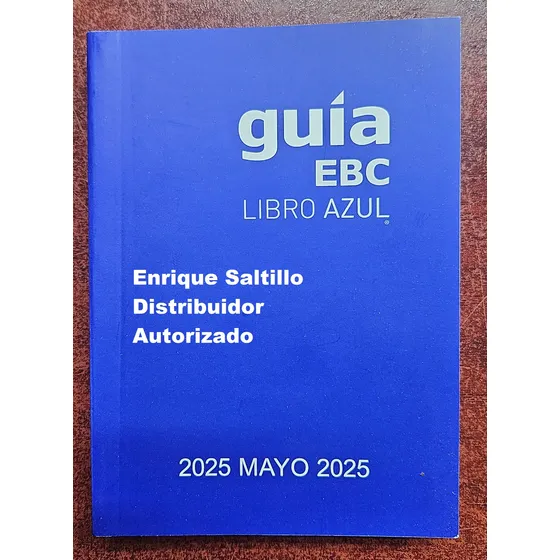 guía
EBC
LIBRO AZUL®
Enrique Saltillo
Distribuidor
Autorizado
2025 MAYO 2025